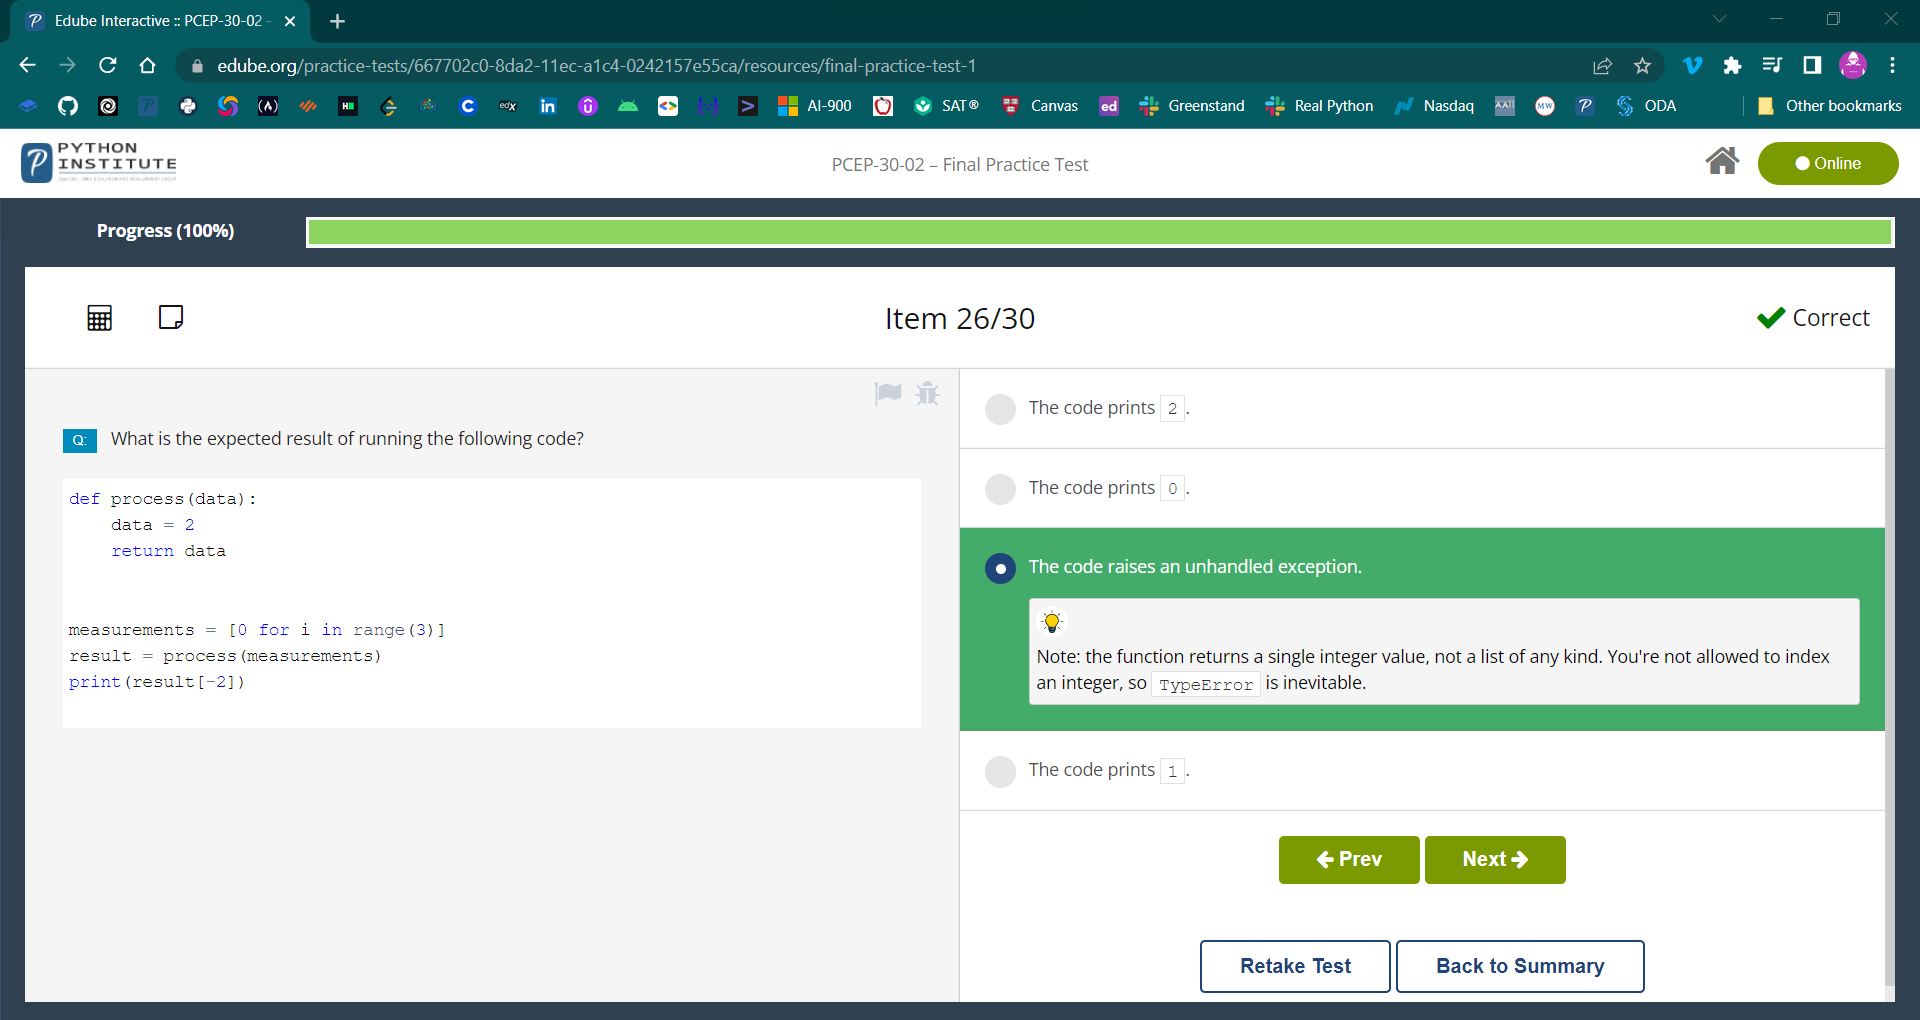 Edube Interactive :: PCEP-30-02 -
edube.org/practice-tests/667702c0-8da2-11ec-a1c4-0242157e55ca/resources/final-practice-test-1
AI-900 SAT® Canvas ed Greenstand Real Python Nasdaq ODA Other bookmarks
PYTHON
INSTITUTE
PCEP-30-02 – Final Practice Test
Online
Progress (100%)
Item 26/30
Correct
Q: What is the expected result of running the following code?
def process(data):
    data = 2
    return data
measurements = [0 for i in range(3)]
result = process(measurements)
print(result[-2])
The code prints 2.
The code prints 0.
The code raises an unhandled exception.
Note: the function returns a single integer value, not a list of any kind. You're not allowed to index
an integer, so TypeError is inevitable.
The code prints 1.
Prev
Next
Retake Test
Back to Summary